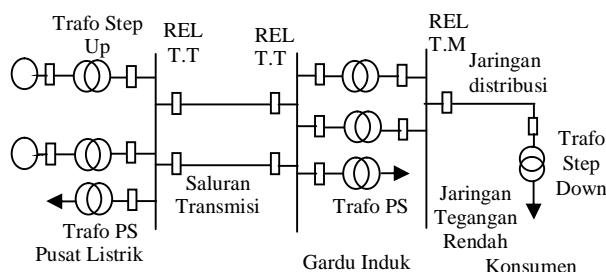 Trafo Step
Up
REL
T.T
REL
T.T
REL
T.M
Jaringan
distribusi
Trafo
Step
Down
Saluran
Transmisi
Trafo PS
Jaringan
Tegangan
Rendah
Trafo PS
Pusat Listrik
Gardu Induk
Konsumen